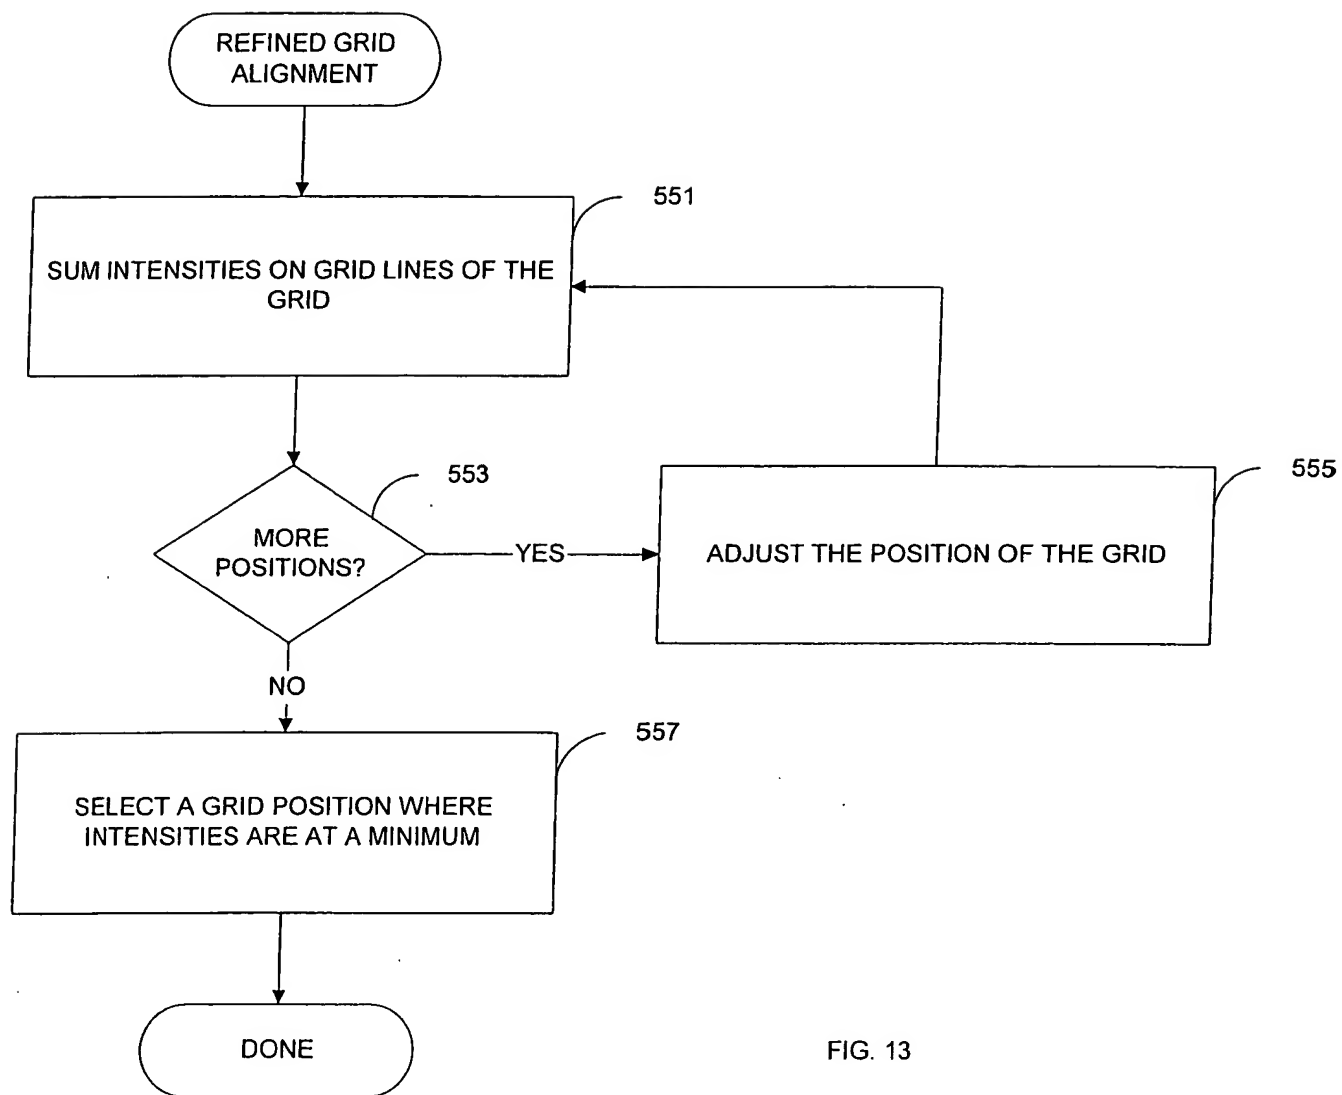 REFINED GRID
ALIGNMENT
551
SUM INTENSITIES ON GRID LINES OF THE
GRID
553
MORE
POSITIONS?
YES
555
ADJUST THE POSITION OF THE GRID
NO
557
SELECT A GRID POSITION WHERE
INTENSITIES ARE AT A MINIMUM
DONE
FIG. 13